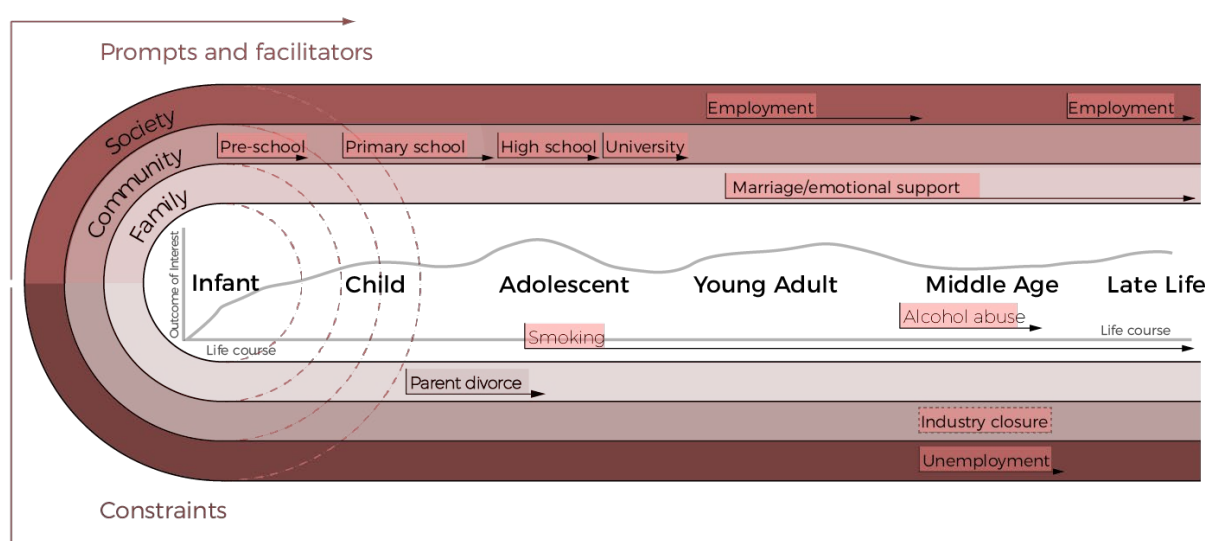 Prompts and facilitators
Society
Employment
Employment
Community
Pre-school
Primary school
High school
University
Family
Marriage/emotional support
Outcome of Interest
Infant
Child
Adolescent
Young Adult
Middle Age
Late Life
Alcohol abuse
Smoking
Life course
Life course
Parent divorce
Industry closure
Unemployment
Constraints